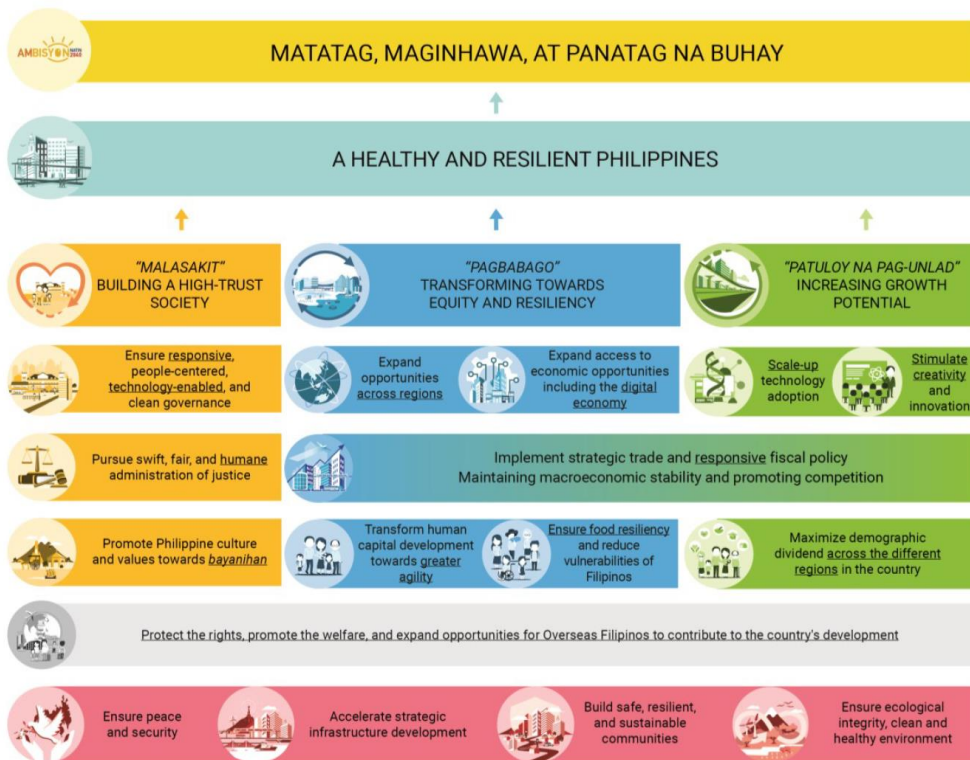 AMBISYON NATIN 2040
MATATAG, MAGINHAWA, AT PANATAG NA BUHAY
A HEALTHY AND RESILIENT PHILIPPINES
"MALASAKIT"
BUILDING A HIGH-TRUST
SOCIETY
"PAGBABAGO"
TRANSFORMING TOWARDS
EQUITY AND RESILIENCY
"PATULOY NA PAG-UNLAD"
INCREASING GROWTH
POTENTIAL
Ensure responsive,
people-centered,
technology-enabled, and
clean governance
Expand
opportunities
across regions
Expand access to
economic opportunities
including the digital
economy
Scale-up
technology
adoption
Stimulate
creativity
and
innovation
Pursue swift, fair, and humane
administration of justice
Implement strategic trade and responsive fiscal policy
Maintaining macroeconomic stability and promoting competition
Promote Philippine culture
and values towards bayanihan
Transform human
capital development
towards greater
agility
Ensure food resiliency
and reduce
vulnerabilities of
Filipinos
Maximize demographic
dividend across the different
regions in the country
Protect the rights, promote the welfare, and expand opportunities for Overseas Filipinos to contribute to the country's development
Ensure peace
and security
Accelerate strategic
infrastructure development
Build safe, resilient,
and sustainable
communities
Ensure ecological
integrity, clean and
healthy environment